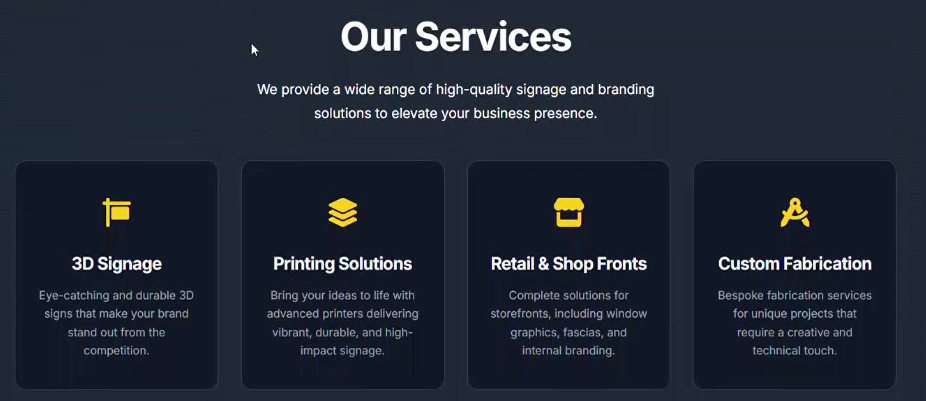 Our Services
We provide a wide range of high-quality signage and branding
solutions to elevate your business presence.
3D Signage
Eye-catching and durable 3D
signs that make your brand
stand out from the
competition.
Printing Solutions
Bring your ideas to life with
advanced printers delivering
vibrant, durable, and high-
impact signage.
Retail & Shop Fronts
Complete solutions for
storefronts, including window
graphics, fascias, and
internal branding.
Custom Fabrication
Bespoke fabrication services
for unique projects that
require a creative and
technical touch.